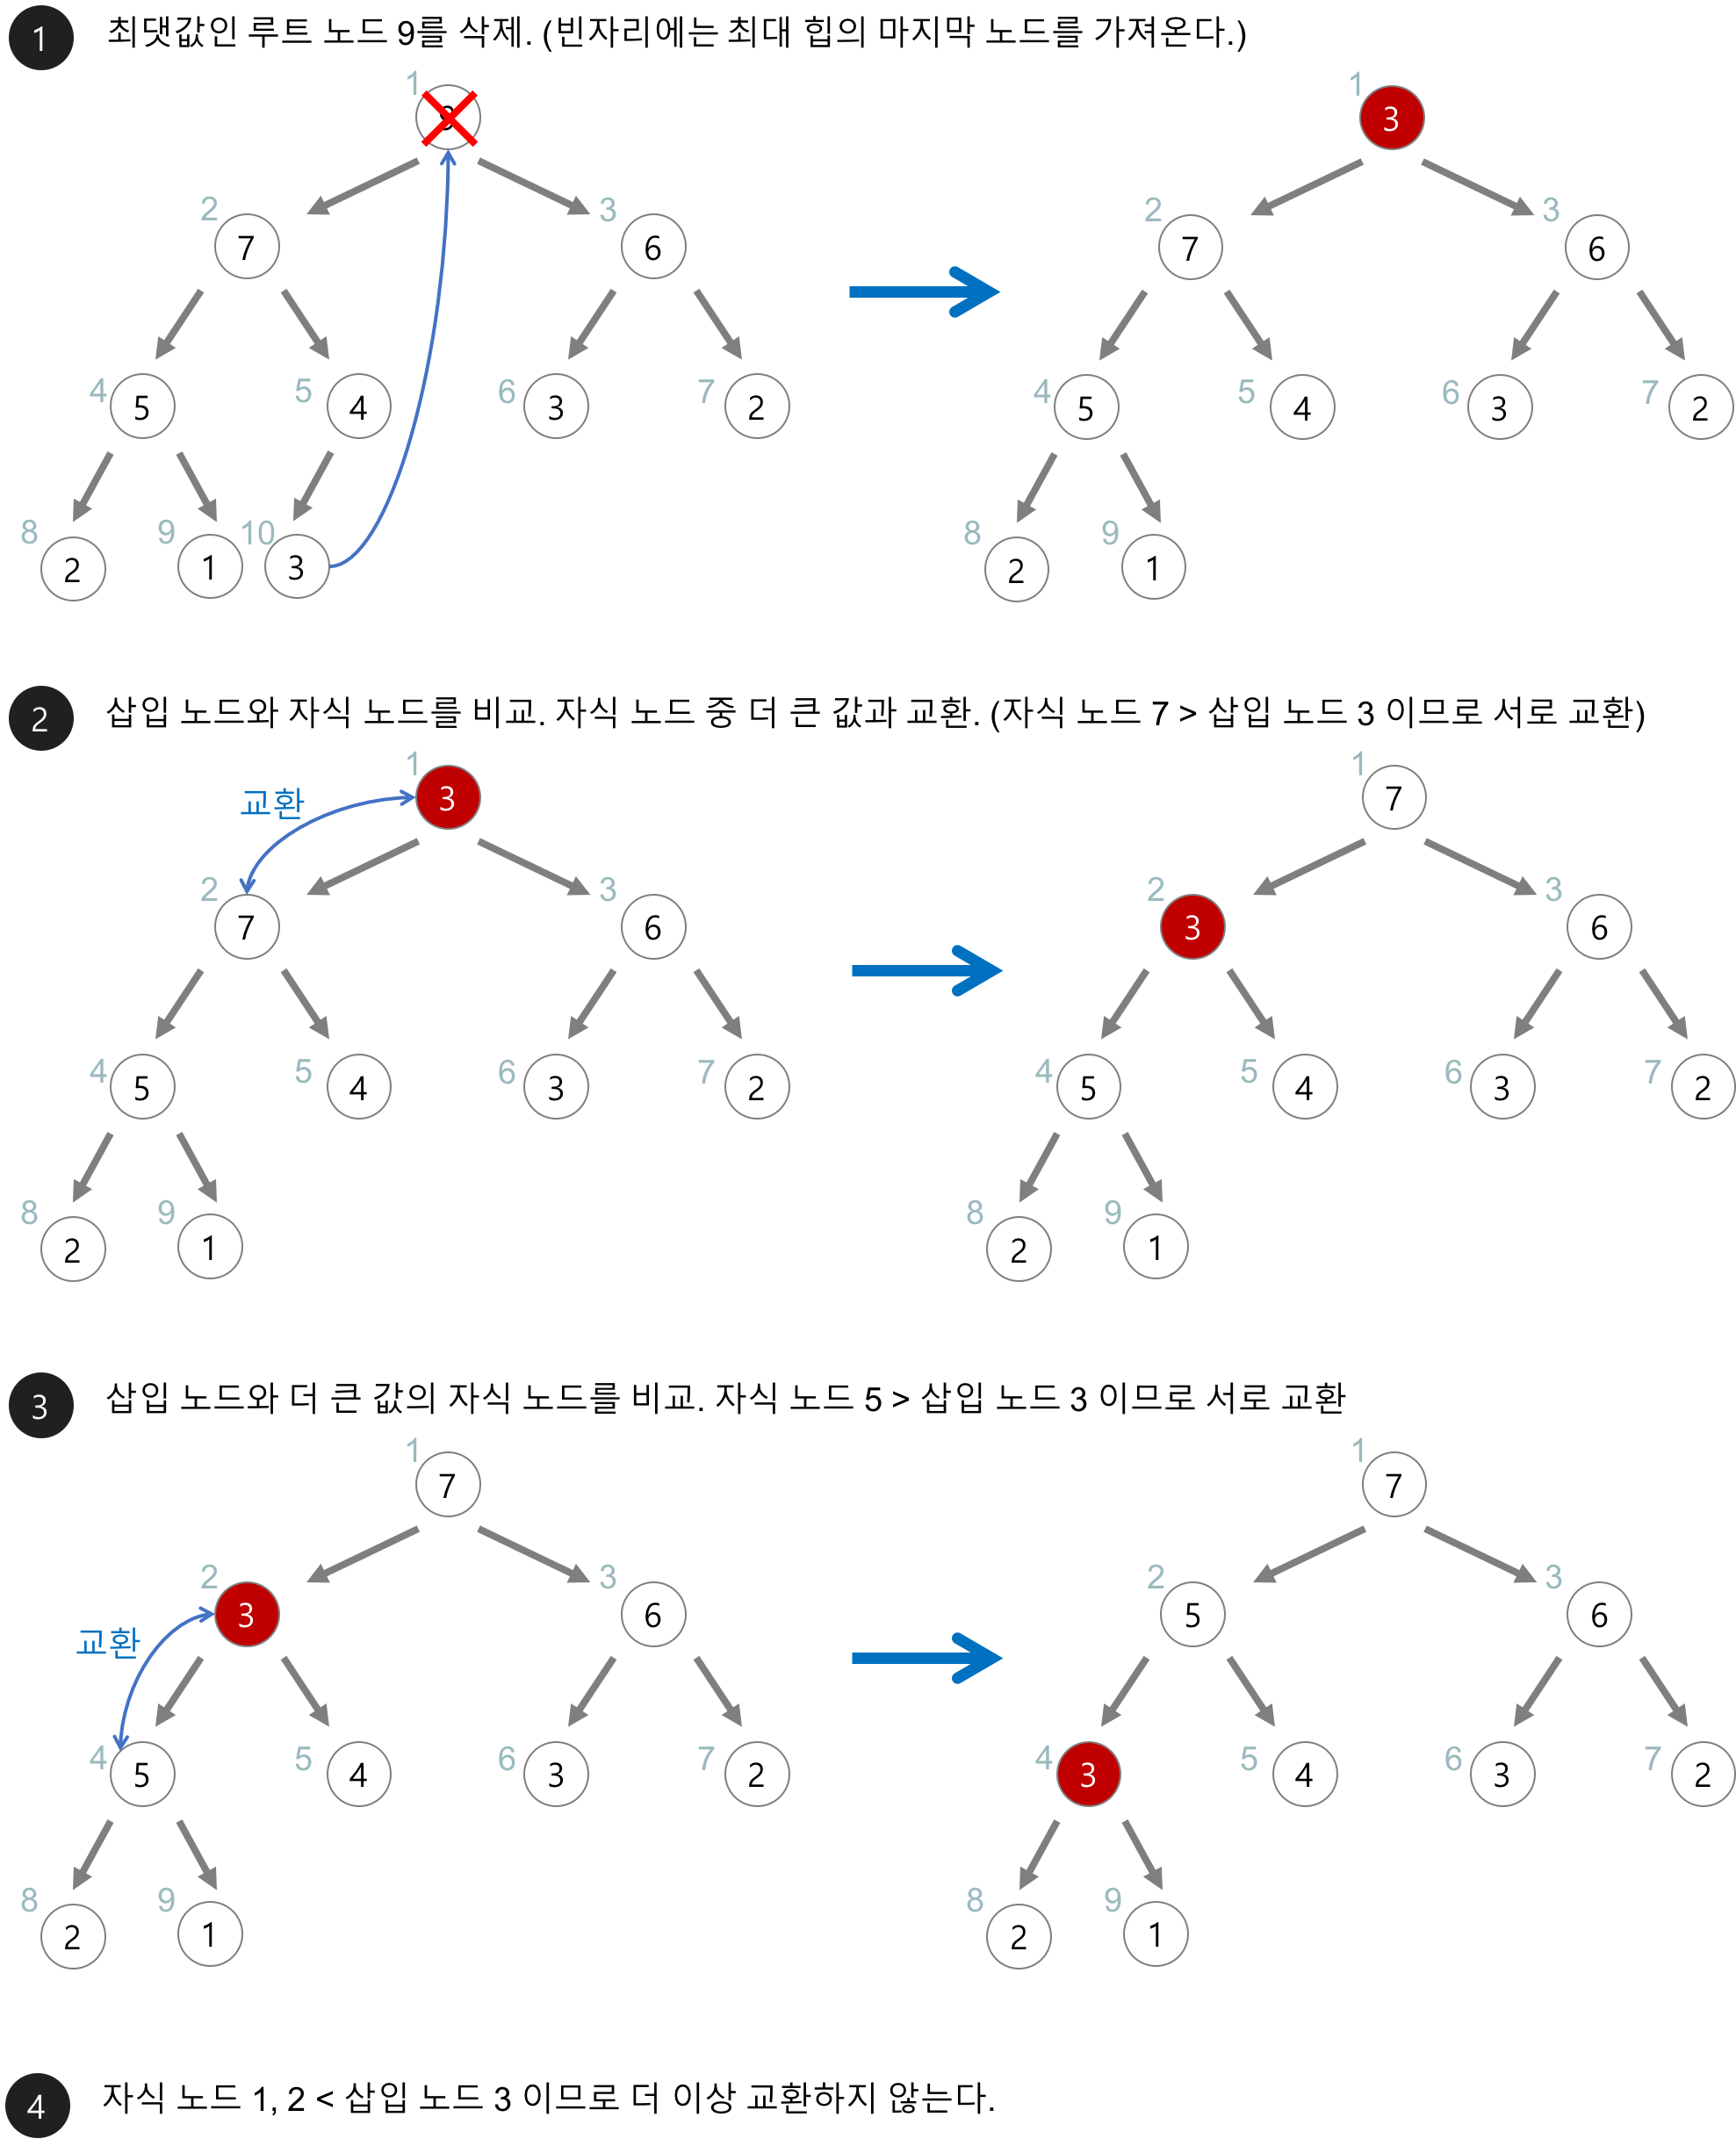 1 최댓값인 루트 노드 9를 삭제. (빈자리에는 최대 힙의 마지막 노드를 가져온다.)
1 1
9 3
2 3 2 3
7 6 7 6
4 5 6 7 4 5 6 7
5 4 3 2 5 4 3 2
8 9 10 8 9
2 1 3 2 1
2 삽입 노드와 자식 노드를 비교. 자식 노드 중 더 큰 값과 교환. (자식 노드 7 > 삽입 노드 3 이므로 서로 교환)
1 1
교환 3 7
2 3 2 3
7 6 3 6
4 5 6 7 4 5 6 7
5 4 3 2 5 4 3 2
8 9 8 9
2 1 2 1
3 삽입 노드와 더 큰 값의 자식 노드를 비교. 자식 노드 5 > 삽입 노드 3 이므로 서로 교환
1 1
7 7
2 3 2 3
3 6 5 6
교환
4 5 6 7 4 5 6 7
5 4 3 2 3 4 3 2
8 9 8 9
2 1 2 1
4 자식 노드 1, 2 < 삽입 노드 3 이므로 더 이상 교환하지 않는다.